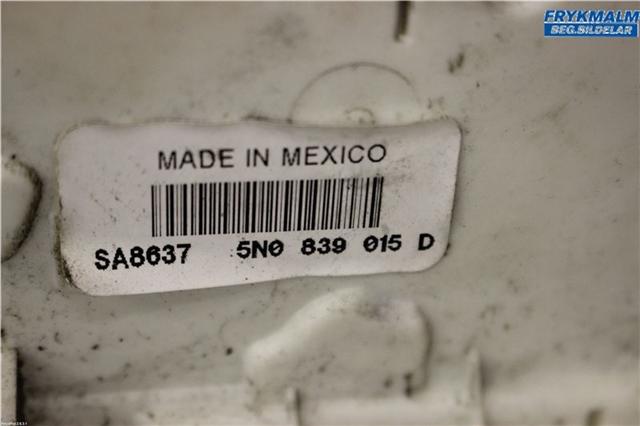 FRYKMALM
BEG.BILDELAR
MADE IN MEXICO
SA8637 5N0 839 015 D